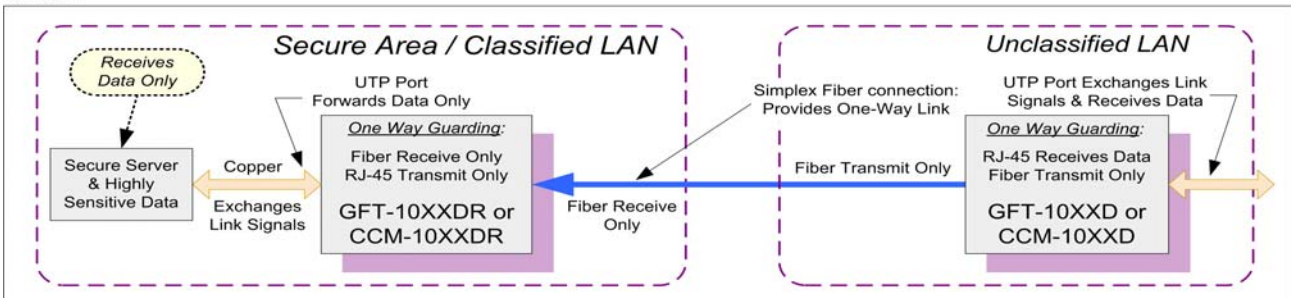 Secure Area / Classified LAN
Receives
Data Only
UTP Port
Forwards Data Only
One Way Guarding:
Fiber Receive Only
RJ-45 Transmit Only
GFT-10XXDR or
CCM-10XXDR
Secure Server
& Highly
Sensitive Data
Copper
Exchanges
Link Signals
Simplex Fiber connection:
Provides One-Way Link
Fiber Receive
Only
Fiber Transmit Only
Unclassified LAN
UTP Port Exchanges Link
Signals & Receives Data
One Way Guarding:
RJ-45 Receives Data
Fiber Transmit Only
GFT-10XXD or
CCM-10XXD